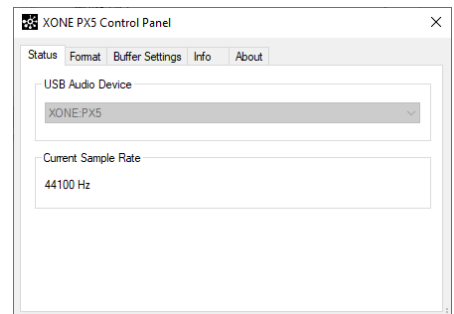 XONE PX5 Control Panel
Status Format Buffer Settings Info About
USB Audio Device
XONE:PX5
Current Sample Rate
44100 Hz